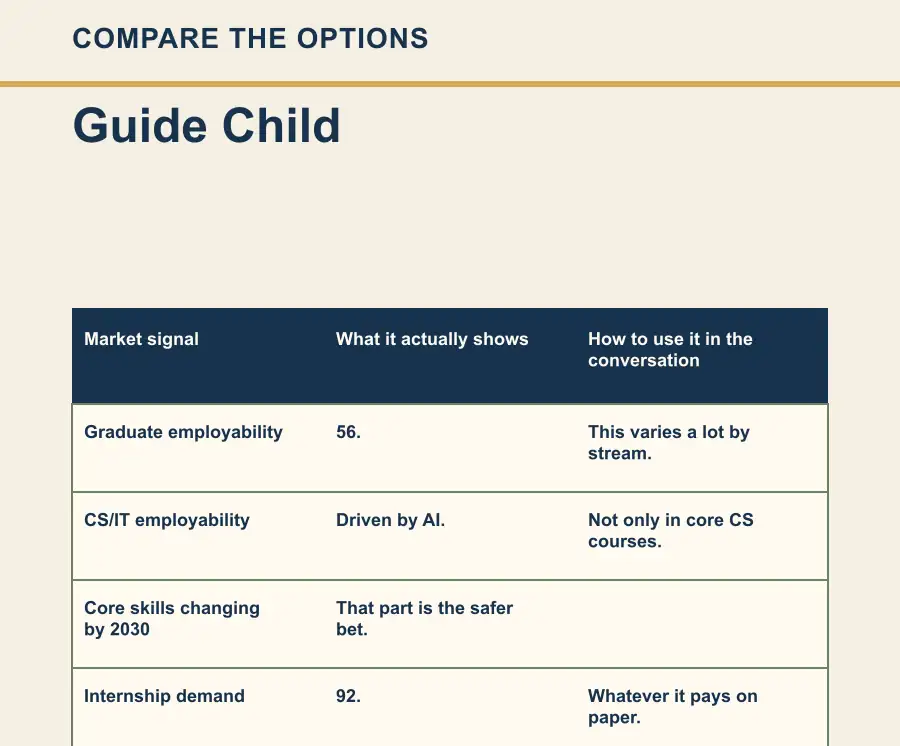 COMPARE THE OPTIONS
Guide Child
Market signal
What it actually shows
How to use it in the
conversation
Graduate employability
56.
This varies a lot by
stream.
CS/IT employability
Driven by AI.
Not only in core CS
courses.
Core skills changing
by 2030
That part is the safer
bet.
Internship demand
92.
Whatever it pays on
paper.